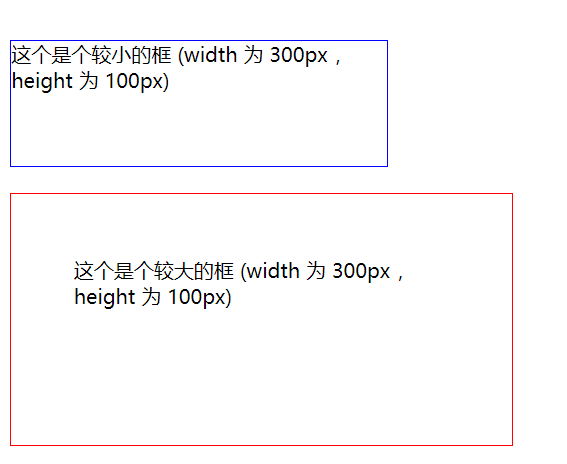 这个是个较小的框 (width 为 300px，
height 为 100px)
这个是个较大的框 (width 为 300px，
height 为 100px)